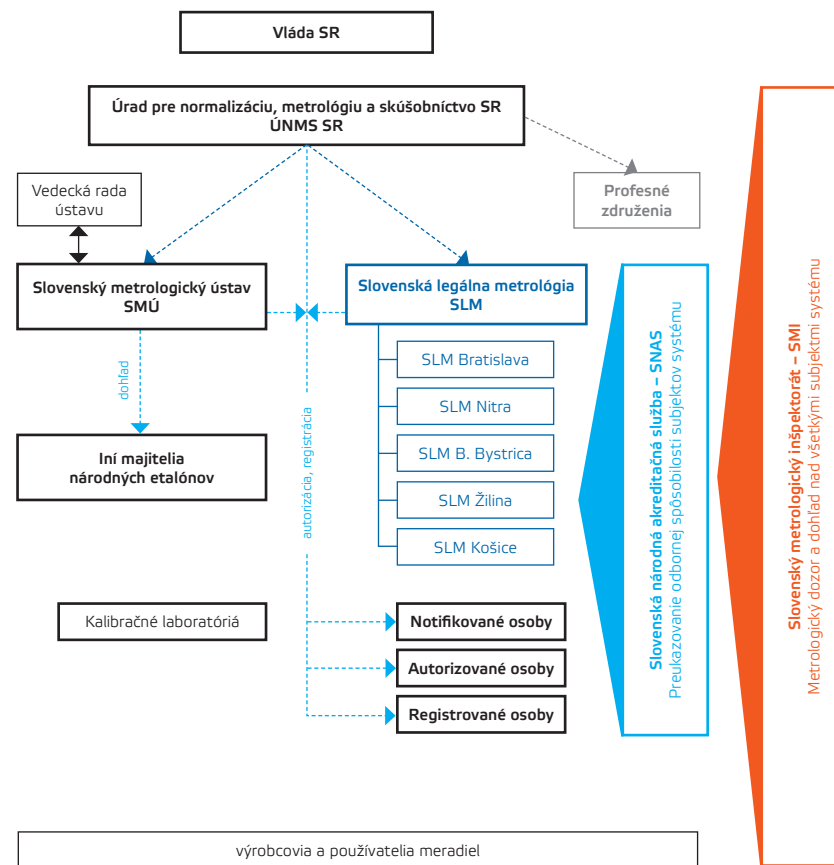 Vláda SR
Úrad pre normalizáciu, metrológiu a skúšobníctvo SR
ÚNMS SR
Vedecká rada
ústavu
Profesné
združenia
Slovenský metrologický ústav
SMÚ
Slovenská legálna metrológia
SLM
SLM Bratislava
SLM Nitra
SLM B. Bystrica
SLM Žilina
SLM Košice
dohľad
Iní majitelia
národných etalónov
autorizácia, registrácia
Kalibračné laboratóriá
Notifikované osoby
Autorizované osoby
Registrované osoby
Slovenská národná akreditačná služba – SNAS
Preukazovanie odbornej spôsobilosti subjektov systému
Slovenský metrologický inšpektorát – SMI
Metrologický dozor a dohľad nad všetkými subjektmi systému
výrobcovia a používatelia meradiel